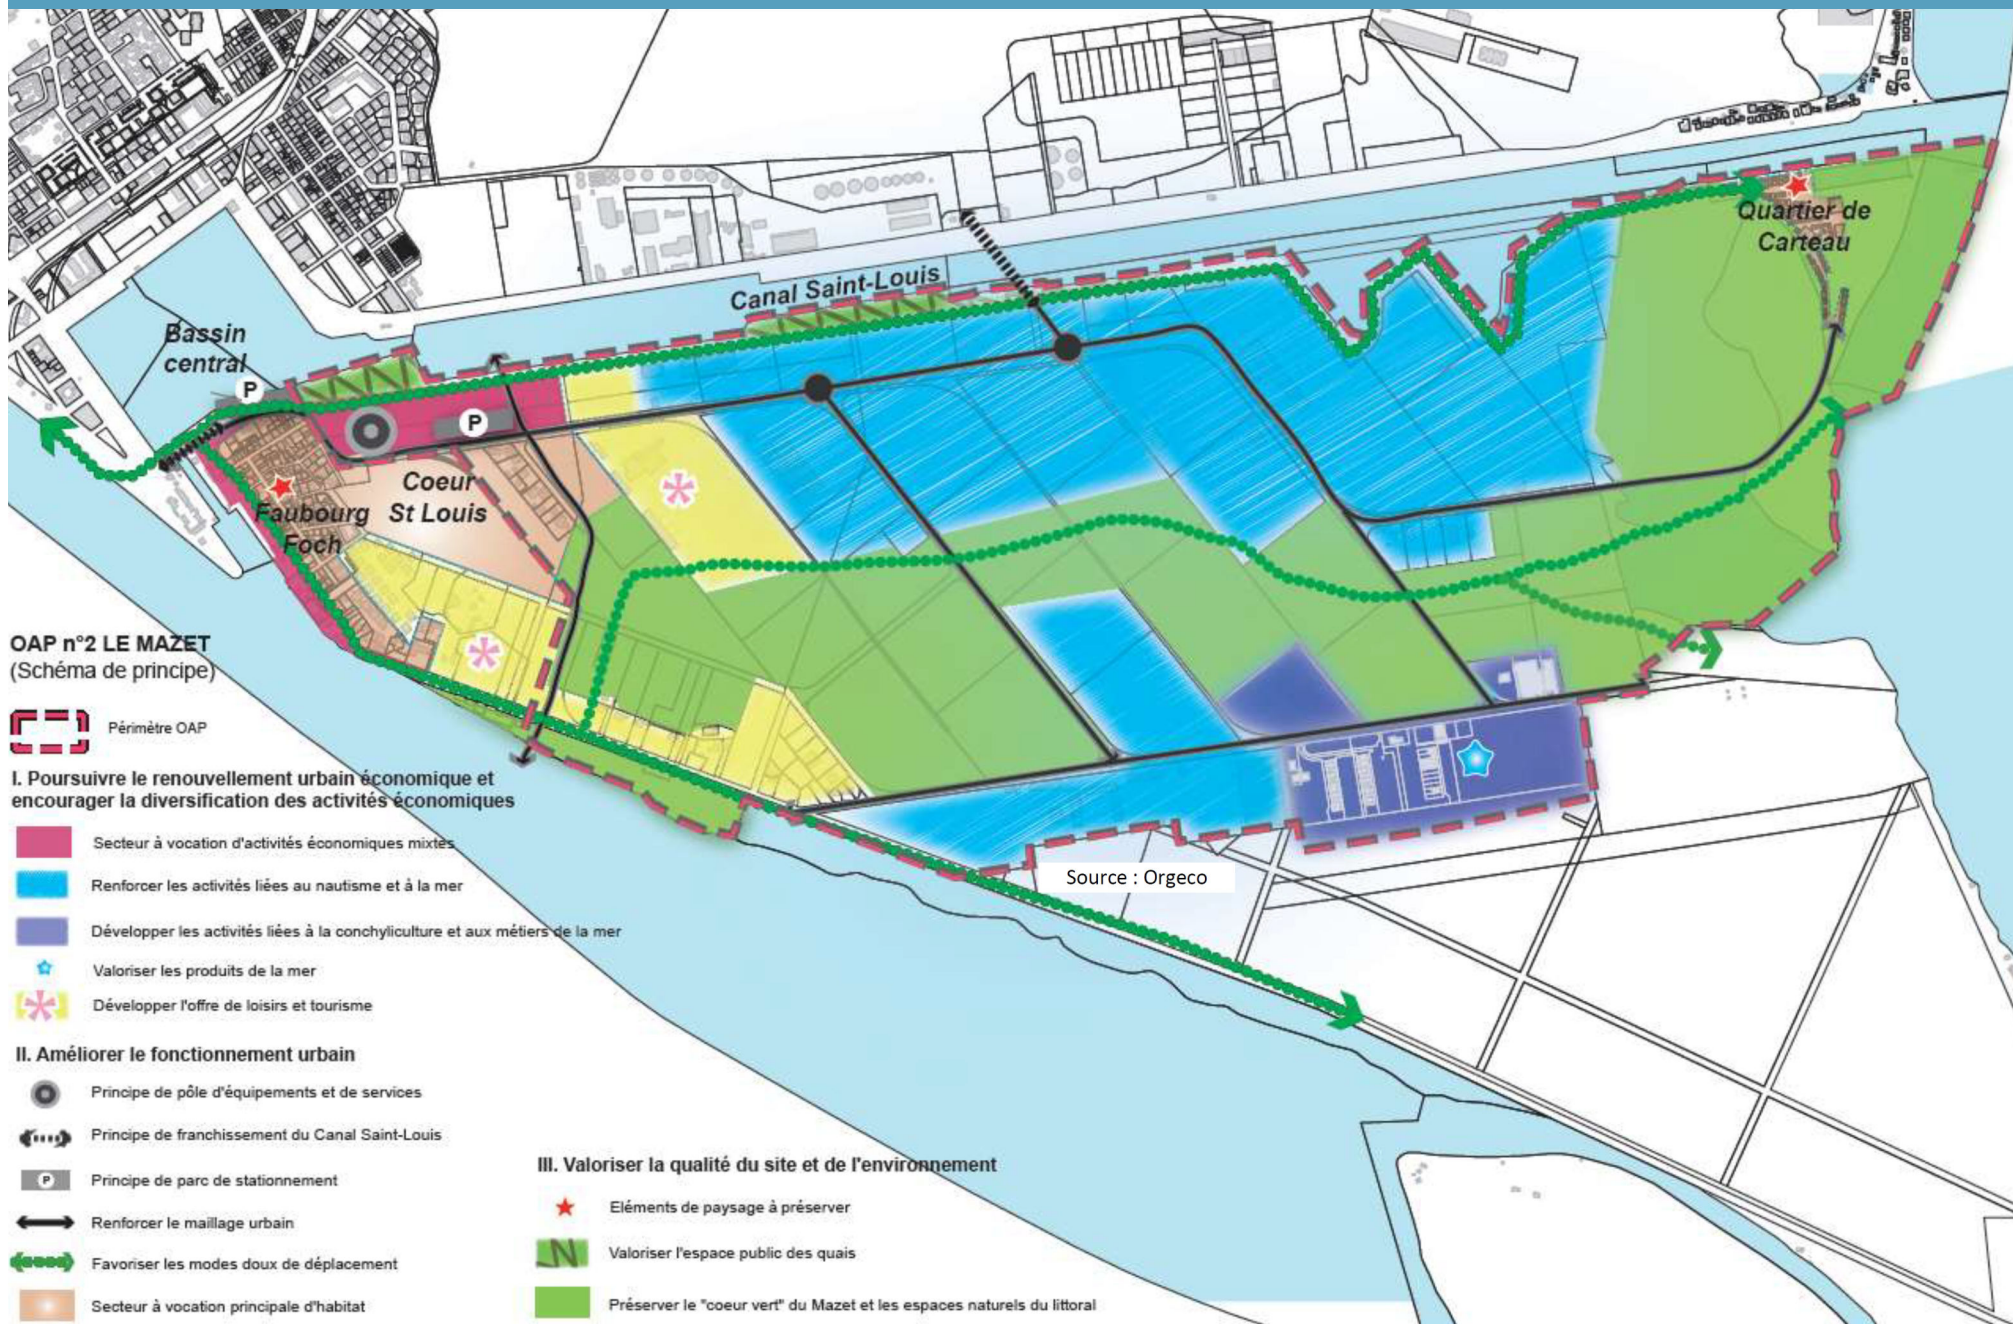 Canal Saint-Louis
Quartier de
Carteau
Bassin
central
P
P
Coeur
St Louis
Faubourg
Foch
OAP n°2 LE MAZET
(Schéma de principe)
Périmètre OAP
I. Poursuivre le renouvellement urbain économique et
encourager la diversification des activités économiques
Secteur à vocation d'activités économiques mixtes
Renforcer les activités liées au nautisme et à la mer
Développer les activités liées à la conchyliculture et aux métiers de la mer
Valoriser les produits de la mer
Développer l'offre de loisirs et tourisme
Source : Orgeco
II. Améliorer le fonctionnement urbain
Principe de pôle d'équipements et de services
Principe de franchissement du Canal Saint-Louis
P
Principe de parc de stationnement
Renforcer le maillage urbain
Favoriser les modes doux de déplacement
Secteur à vocation principale d'habitat
III. Valoriser la qualité du site et de l'environnement
Eléments de paysage à préserver
Valoriser l'espace public des quais
Préserver le "coeur vert" du Mazet et les espaces naturels du littoral